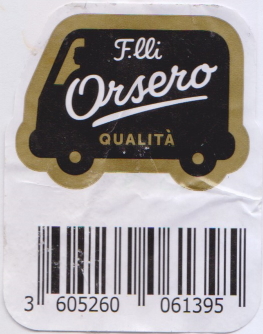 F.lli
Orsero
QUALITÀ
3 605260 061395